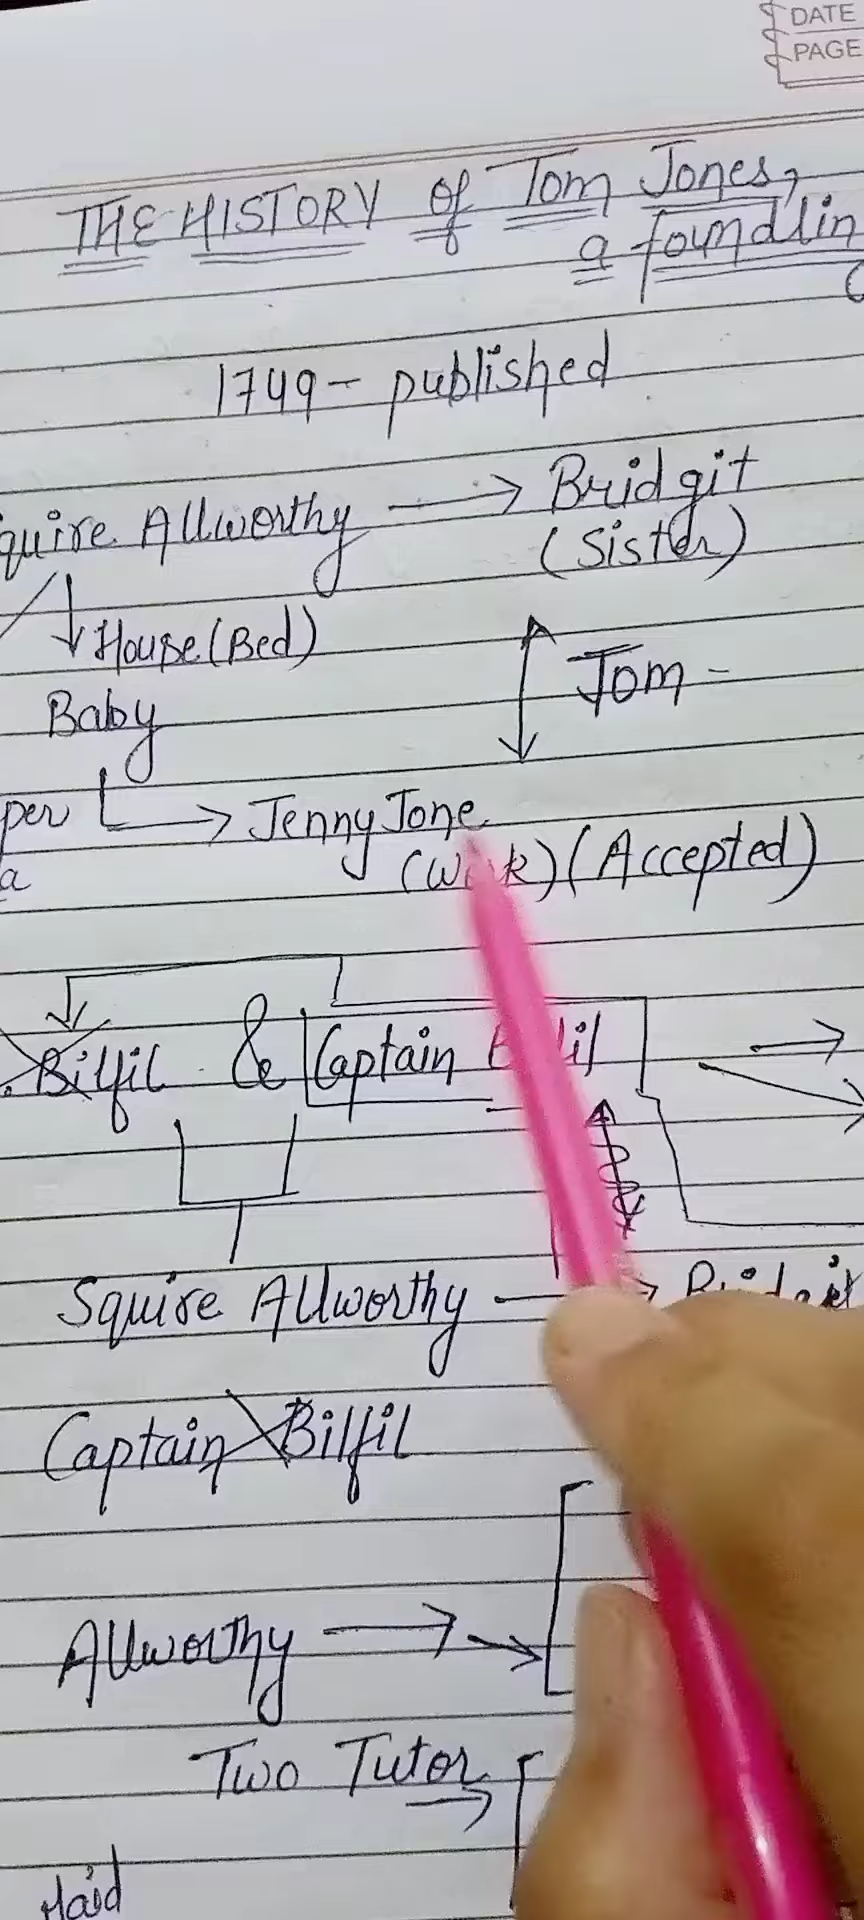 DATE
PAGE
THE HISTORY of Tom Jones,
a foundlin
1749 - published
quire Allworthy → Bridgit
(Sister)
↓ House (Bed)
Tom -
Baby
per → Jenny Jone
a (Accepted)
Bilfil & Captain
Squire Allworthy →
Captain Bilfil
Allworthy →
Two Tutor
Maid